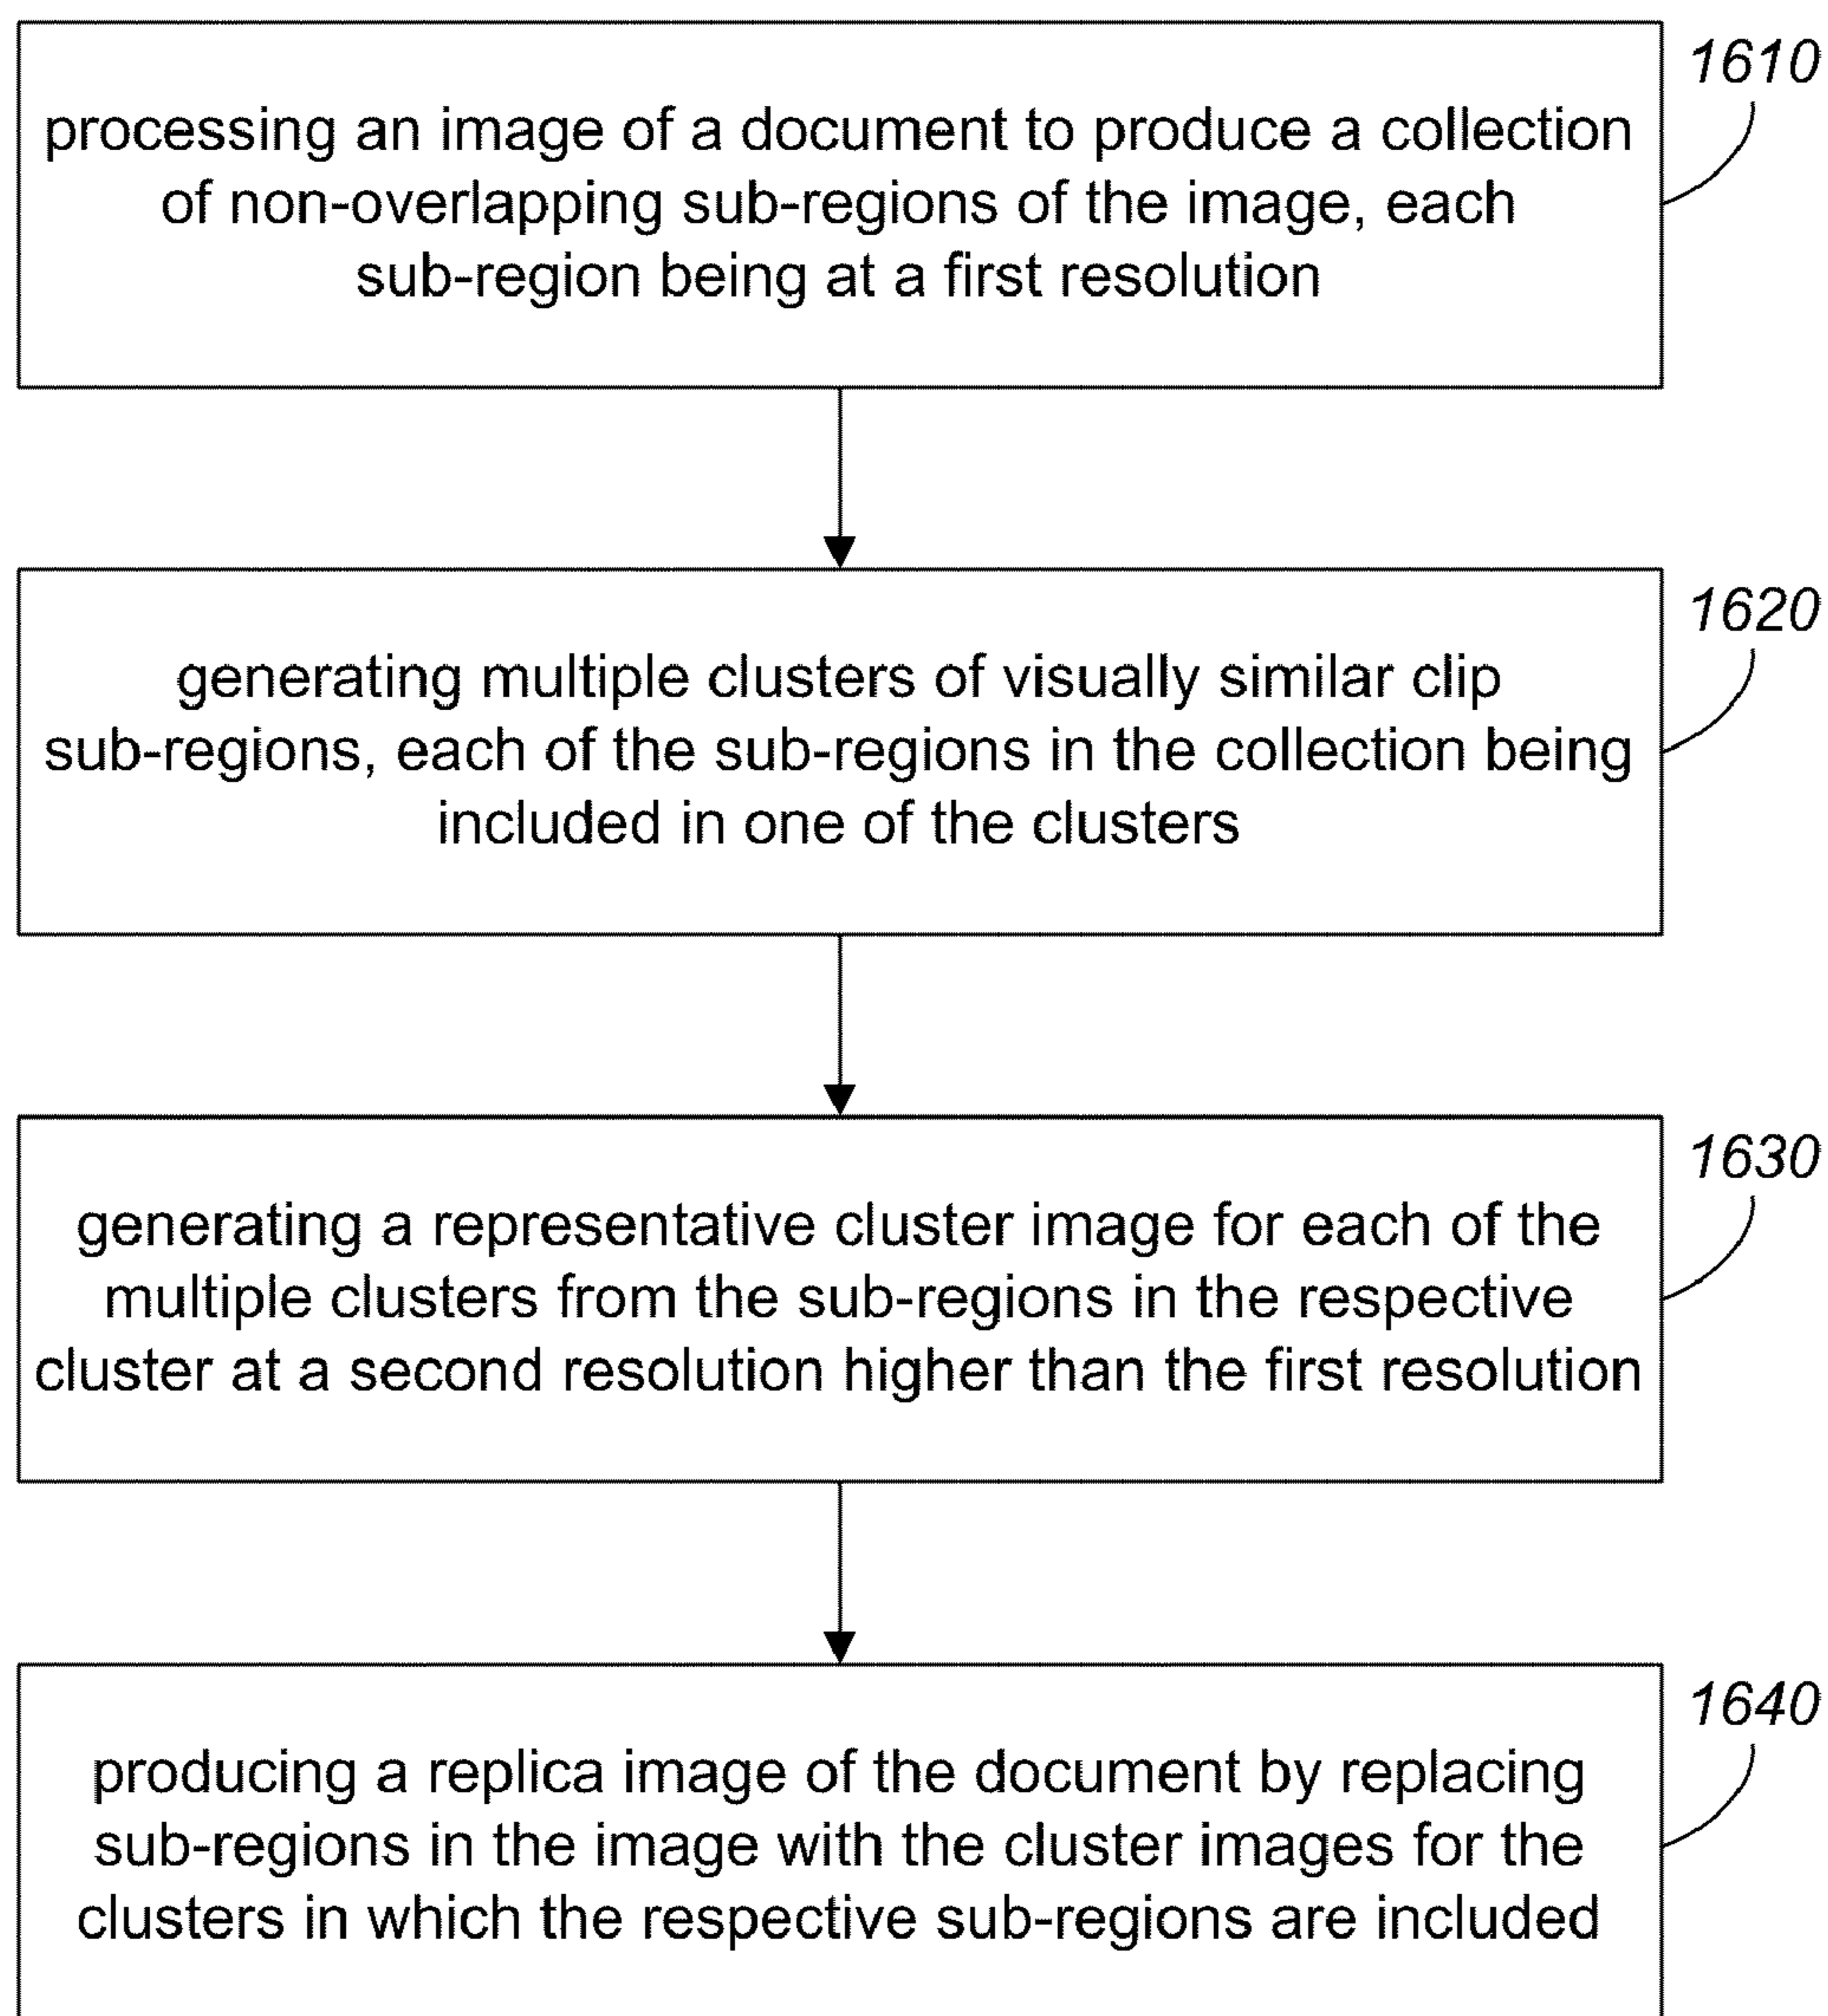 1610
processing an image of a document to produce a collection
of non-overlapping sub-regions of the image, each
sub-region being at a first resolution
1620
generating multiple clusters of visually similar clip
sub-regions, each of the sub-regions in the collection being
included in one of the clusters
1630
generating a representative cluster image for each of the
multiple clusters from the sub-regions in the respective
cluster at a second resolution higher than the first resolution
1640
producing a replica image of the document by replacing
sub-regions in the image with the cluster images for the
clusters in which the respective sub-regions are included